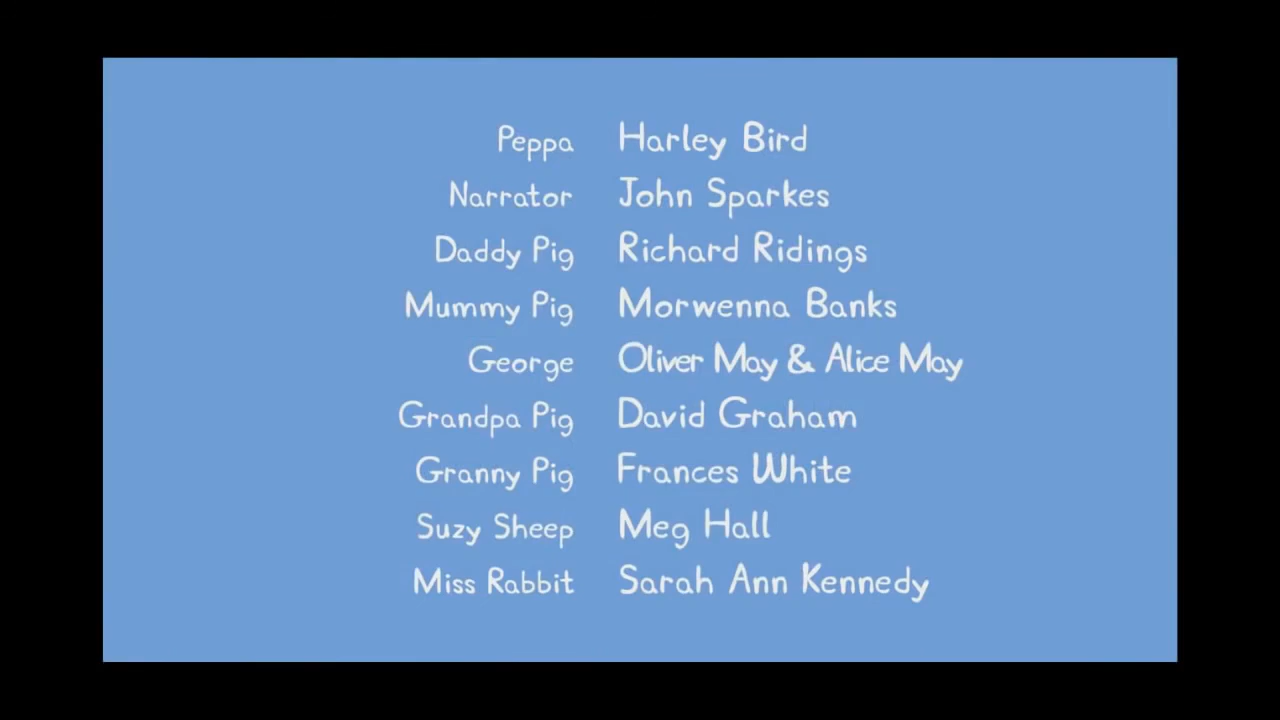 Peppa Harley Bird
Narrator John Sparkes
Daddy Pig Richard Ridings
Mummy Pig Morwenna Banks
George Oliver May & Alice May
Grandpa Pig David Graham
Granny Pig Frances White
Suzy Sheep Meg Hall
Miss Rabbit Sarah Ann Kennedy